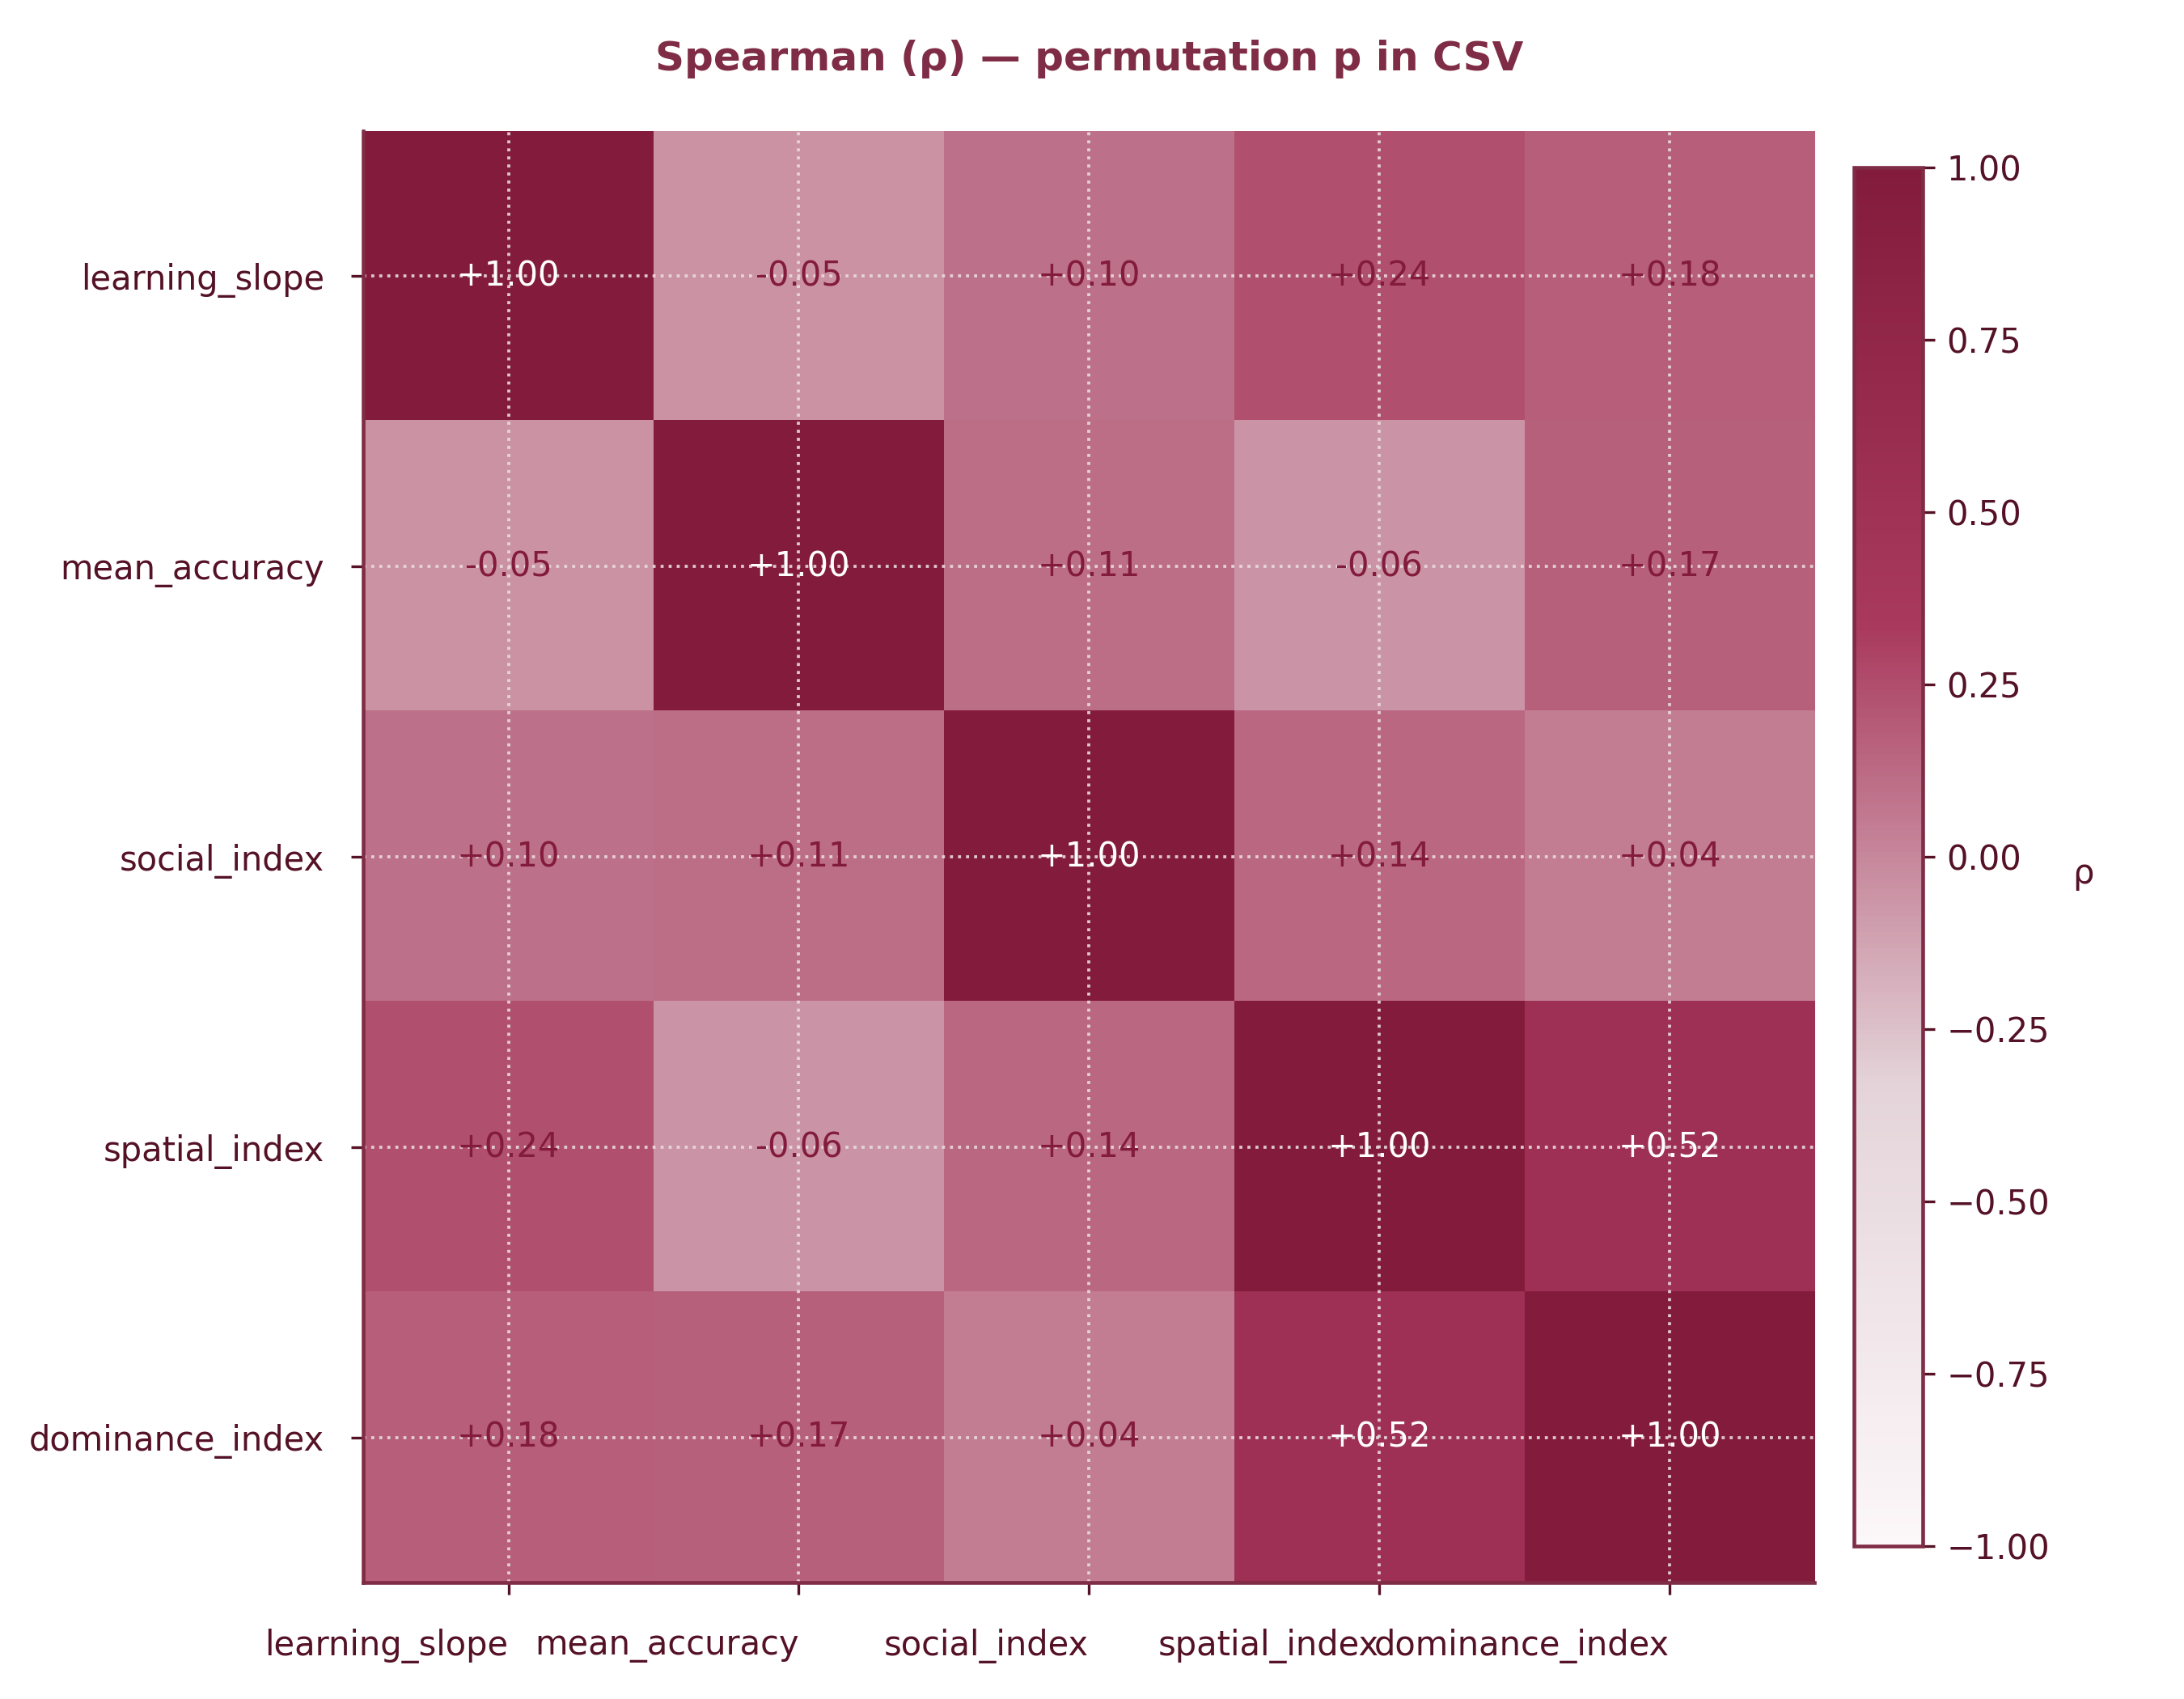 Spearman (ρ) — permutation p in CSV
learning_slope +1.00 -0.05 +0.10 +0.24 +0.18
mean_accuracy -0.05 +1.00 +0.11 -0.06 +0.17
social_index +0.10 +0.11 +1.00 +0.14 +0.04
spatial_index +0.24 -0.06 +0.14 +1.00 +0.52
dominance_index +0.18 +0.17 +0.04 +0.52 +1.00
learning_slope mean_accuracy social_index spatial_index dominance_index
1.00
0.75
0.50
0.25
0.00
−0.25
−0.50
−0.75
−1.00
ρ